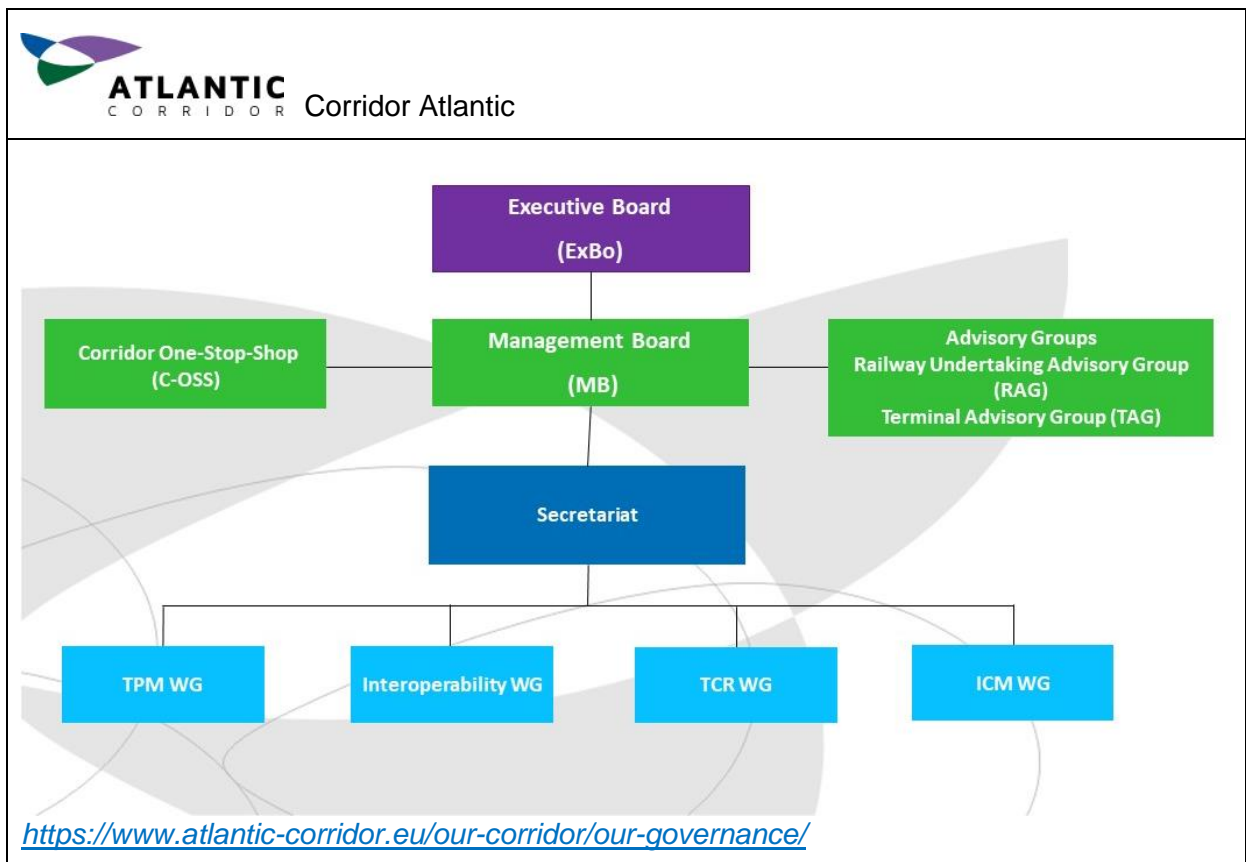 ATLANTIC
CORRIDOR
Corridor Atlantic
Executive Board
(ExBo)
Corridor One-Stop-Shop
(C-OSS)
Management Board
(MB)
Advisory Groups
Railway Undertaking Advisory Group
(RAG)
Terminal Advisory Group (TAG)
Secretariat
TPM WG
Interoperability WG
TCR WG
ICM WG
https://www.atlantic-corridor.eu/our-corridor/our-governance/